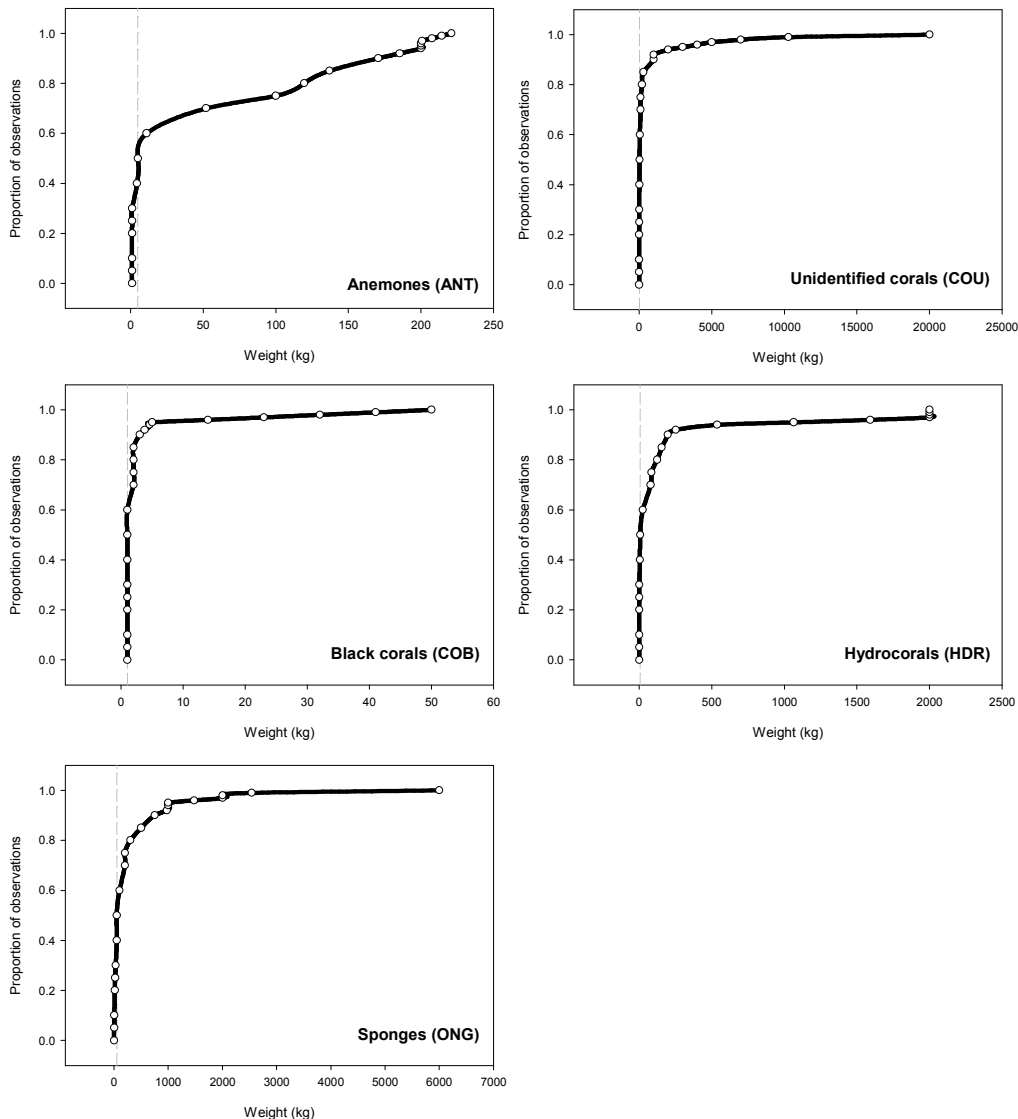 Proportion of observations
1.0
0.8
0.6
0.4
0.2
0.0
Anemones (ANT)
0 50 100 150 200 250
Weight (kg)
Proportion of observations
1.0
0.8
0.6
0.4
0.2
0.0
Unidentified corals (COU)
0 5000 10000 15000 20000 25000
Weight (kg)
Proportion of observations
1.0
0.8
0.6
0.4
0.2
0.0
Black corals (COB)
0 10 20 30 40 50 60
Weight (kg)
Proportion of observations
1.0
0.8
0.6
0.4
0.2
0.0
Hydrocorals (HDR)
0 500 1000 1500 2000 2500
Weight (kg)
Proportion of observations
1.0
0.8
0.6
0.4
0.2
0.0
Sponges (ONG)
0 1000 2000 3000 4000 5000 6000 7000
Weight (kg)